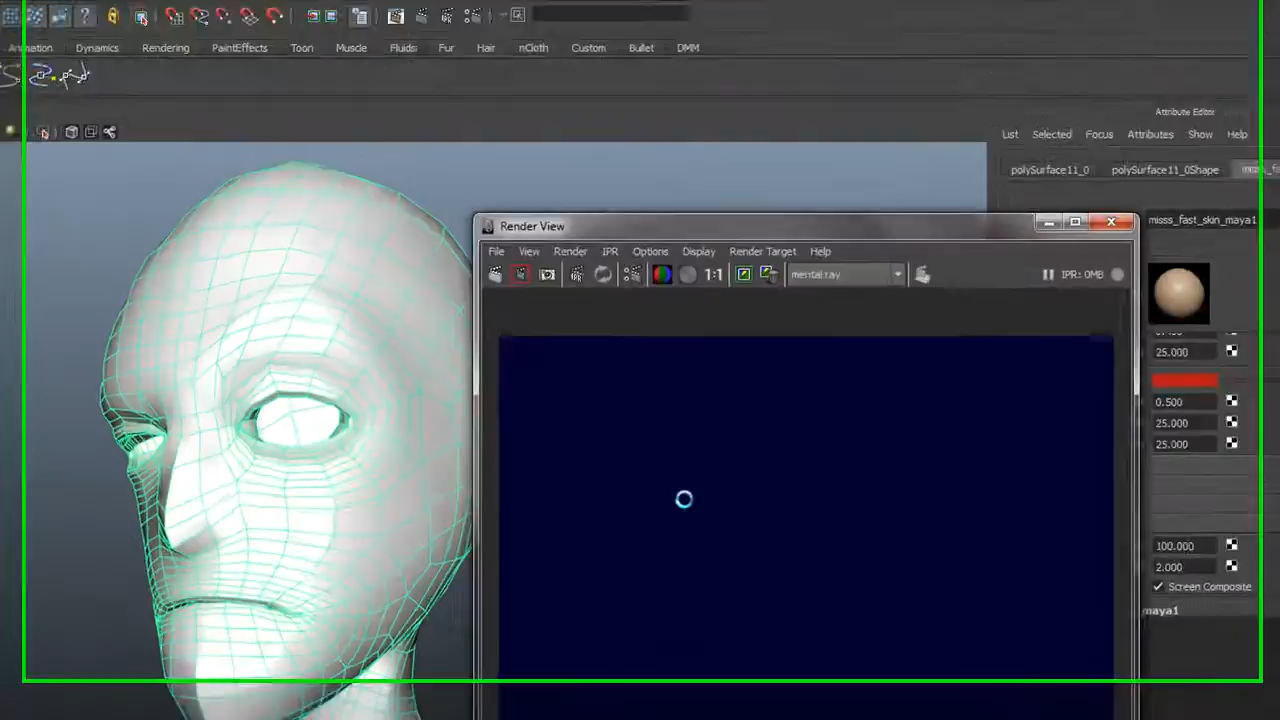 Animation Dynamics Rendering PaintEffects Toon Muscle Fluids Fur Hair nCloth Custom Bullet DMM
Attribute Editor
List Selected Focus Attributes Show Help
polySurface11_0 polySurface11_0Shape
misss_fast_skin_maya1
Render View
File View Render IPR Options Display Render Target Help
1:1 mental ray IPR: 0MB
25.000
0.500
25.000
25.000
100.000
2.000
Screen Composite
maya1